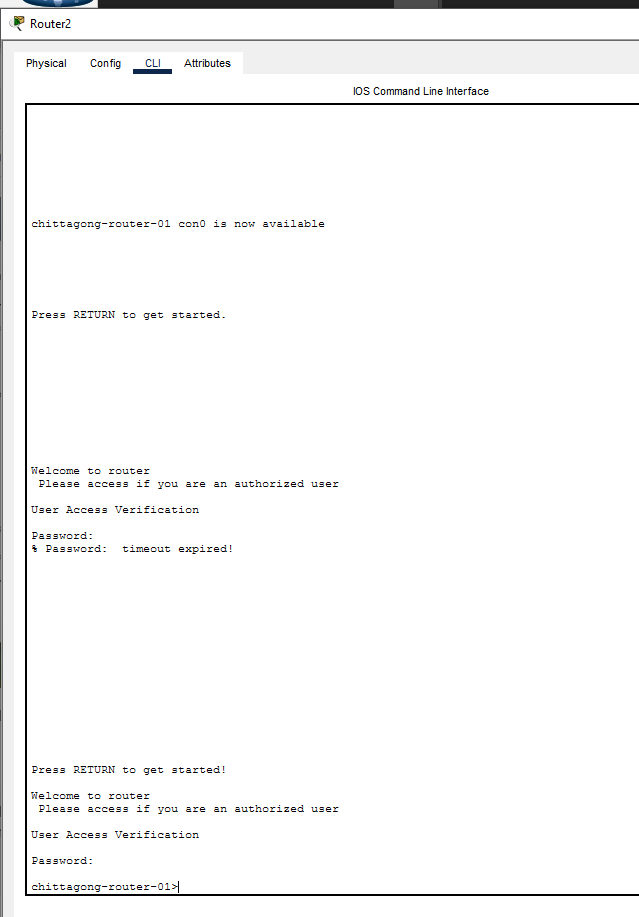 Router2
Physical Config CLI Attributes
IOS Command Line Interface
chittagong-router-01 con0 is now available
Press RETURN to get started.
Welcome to router
Please access if you are an authorized user
User Access Verification
Password:
% Password:  timeout expired!
Press RETURN to get started!
Welcome to router
Please access if you are an authorized user
User Access Verification
Password:
chittagong-router-01>